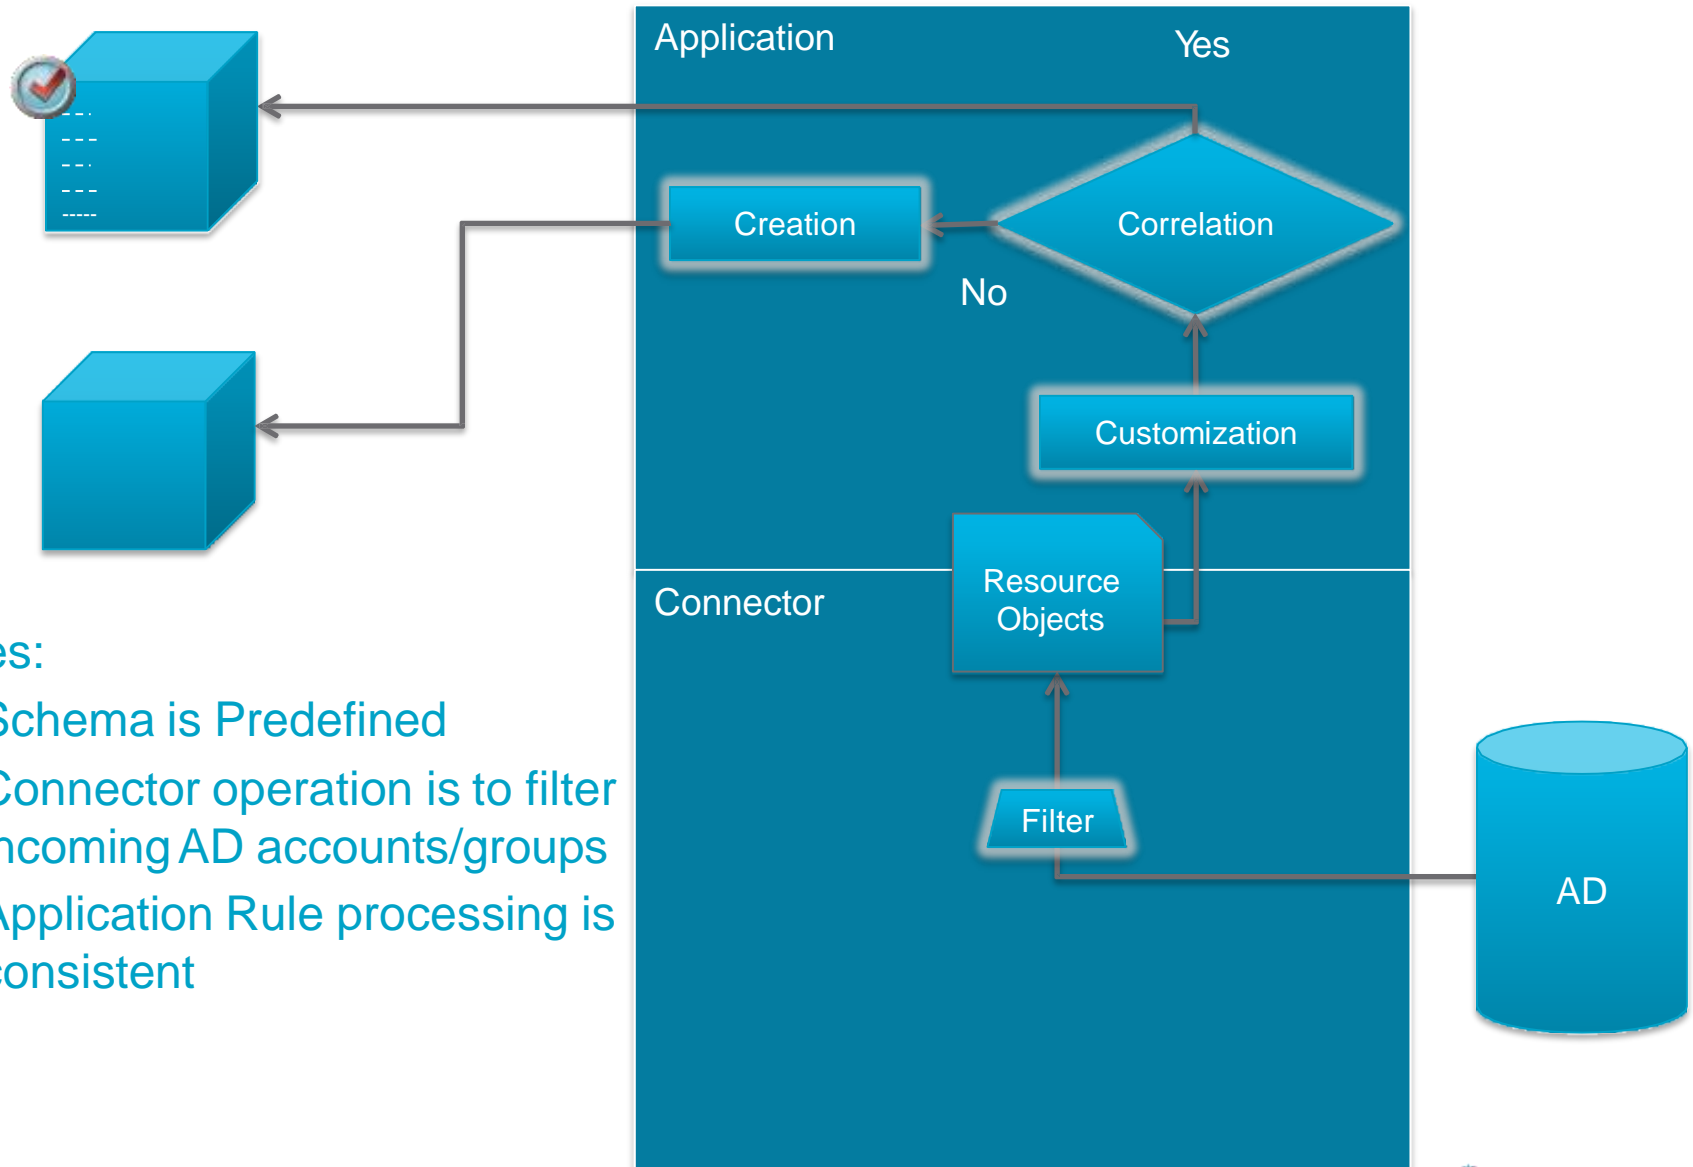 Application
Yes
Creation
Correlation
No
Customization
Resource
Objects
Connector
es:
Schema is Predefined
Connector operation is to filter
ncoming AD accounts/groups
Application Rule processing is
consistent
Filter
AD